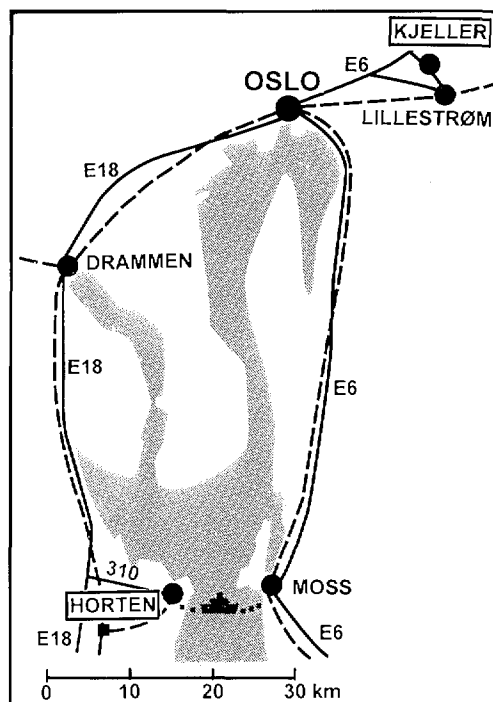 KJELLER
E6
OSLO
LILLESTRØM
E18
DRAMMEN
E18
E6
310
MOSS
HORTEN
E18
E6
0 10 20 30 km